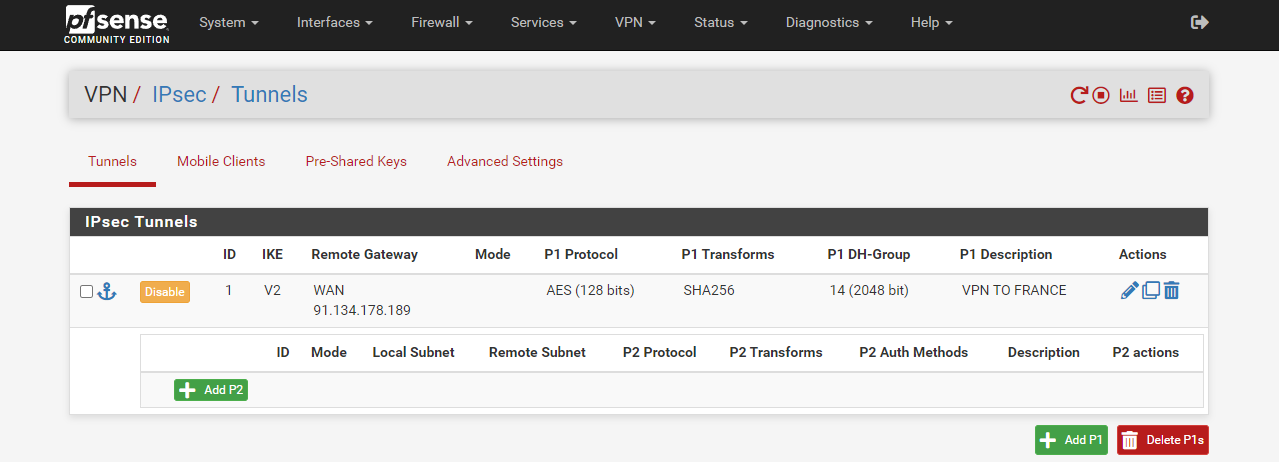 pfsense
COMMUNITY EDITION
System Interfaces Firewall Services VPN Status Diagnostics Help
VPN / IPsec / Tunnels
Tunnels Mobile Clients Pre-Shared Keys Advanced Settings
IPsec Tunnels
ID IKE Remote Gateway Mode P1 Protocol P1 Transforms P1 DH-Group P1 Description Actions
Disable 1 V2 WAN AES (128 bits) SHA256 14 (2048 bit) VPN TO FRANCE
91.134.178.189
ID Mode Local Subnet Remote Subnet P2 Protocol P2 Transforms P2 Auth Methods Description P2 actions
Add P2
Add P1 Delete P1s